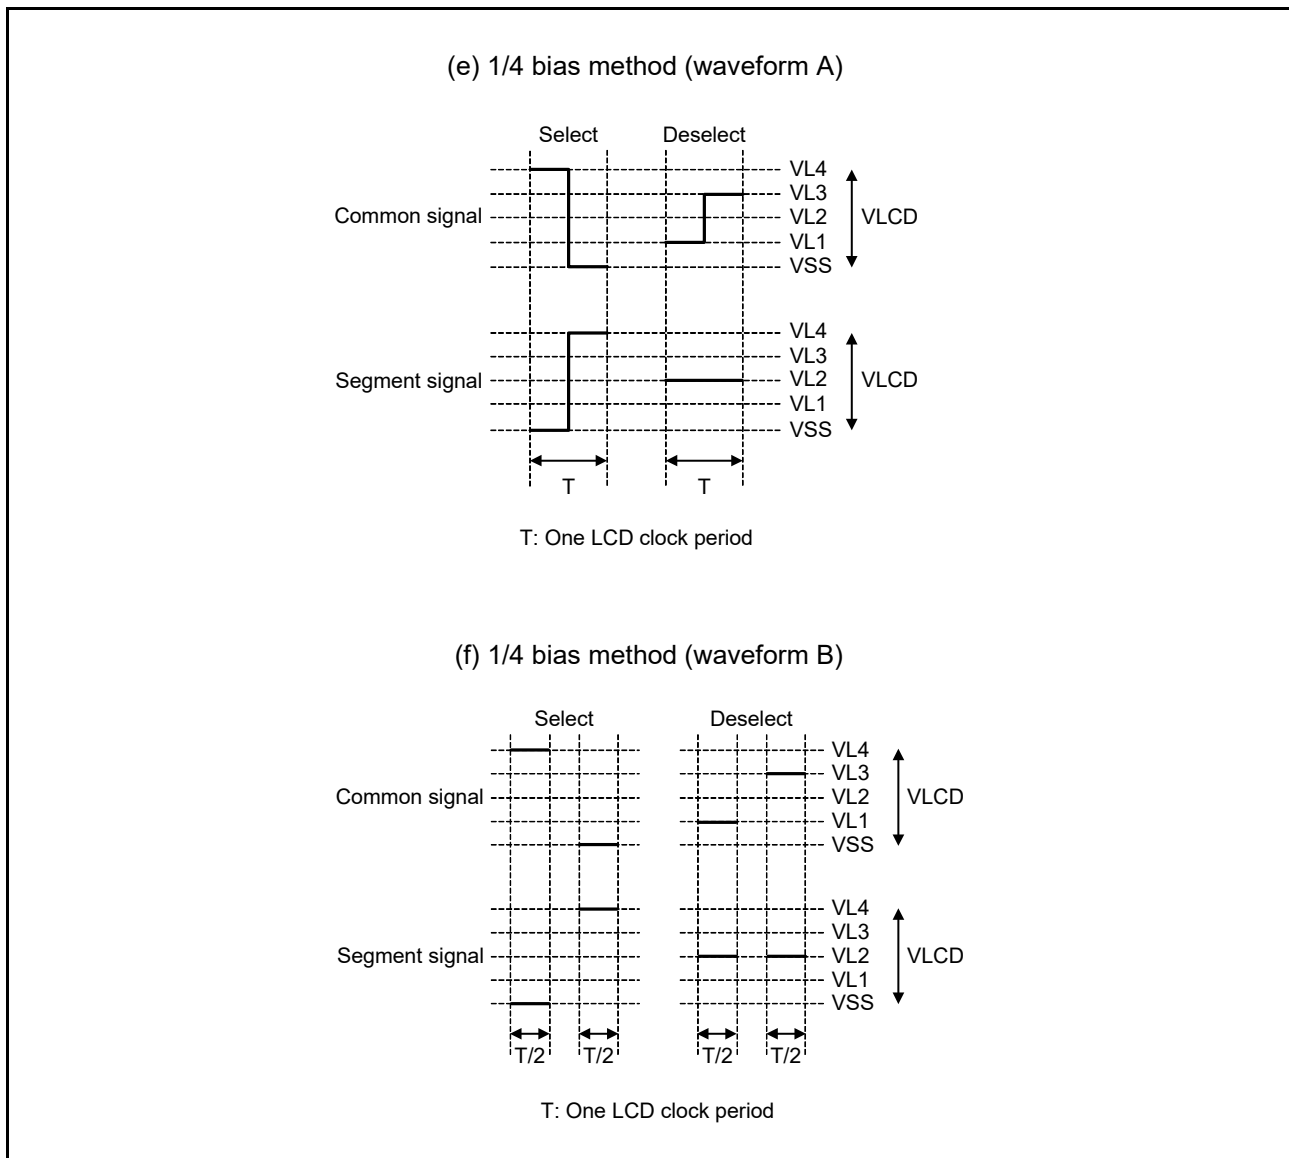 (e) 1/4 bias method (waveform A)
Select Deselect
VL4
VL3
Common signal VL2 VLCD
VL1
VSS
VL4
VL3
Segment signal VL2 VLCD
VL1
VSS
T T
T: One LCD clock period
(f) 1/4 bias method (waveform B)
Select Deselect
VL4
VL3
Common signal VL2 VLCD
VL1
VSS
VL4
VL3
Segment signal VL2 VLCD
VL1
VSS
T/2 T/2 T/2 T/2
T: One LCD clock period